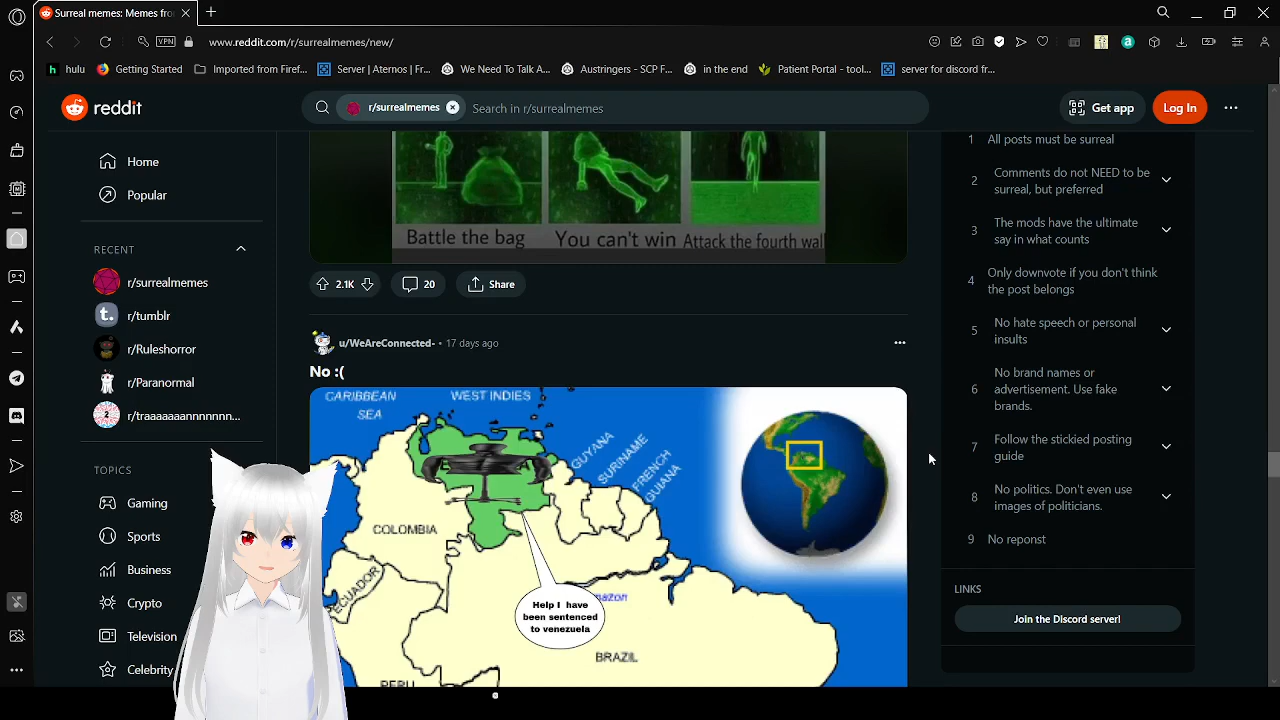 Surreal memes: Memes fro
VPN
www.reddit.com/r/surrealmemes/new/
hulu
Getting Started
Imported from Firef...
Server | Aternos | Fr...
We Need To Talk A...
Austringers - SCP F...
in the end
Patient Portal - tool...
server for discord fr...
reddit
r/surrealmemes
Search in r/surrealmemes
Get app
Log In
Home
Popular
RECENT
r/surrealmemes
r/tumblr
r/Ruleshorror
r/Paranormal
r/traaaaaaannnnnn...
TOPICS
Gaming
Sports
Business
Crypto
Television
Celebrity
Battle the bag
You can't win
Attack the fourth wall
2.1K
20
Share
u/WeAreConnected- • 17 days ago
No :(
CARIBBEAN
SEA
WEST INDIES
GUYANA
SURINAME
FRENCH
GUIANA
COLOMBIA
ECUADOR
Help I have
been sentenced
to venezuela
BRAZIL
PERU
1 All posts must be surreal
2 Comments do not NEED to be
surreal, but preferred
3 The mods have the ultimate
say in what counts
4 Only downvote if you don't think
the post belongs
5 No hate speech or personal
insults
6 No brand names or
advertisement. Use fake
brands.
7 Follow the stickied posting
guide
8 No politics. Don't even use
images of politicians.
9 No reponst
LINKS
Join the Discord server!